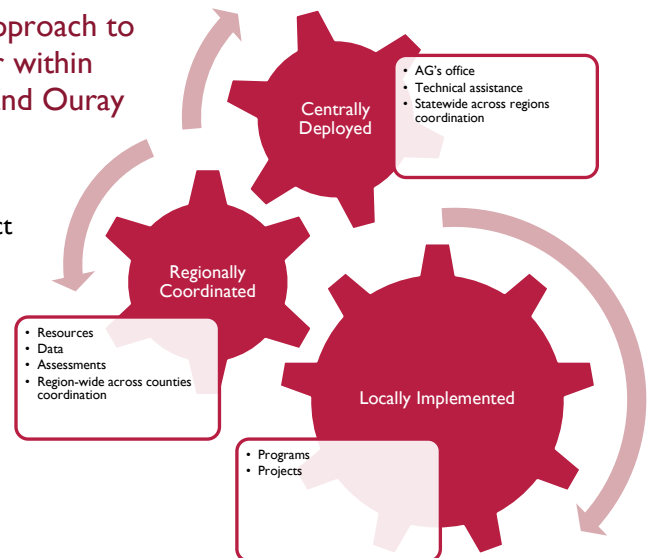 pproach to
within
nd Ouray
ct
Centrally
Deployed
• AG's office
• Technical assistance
• Statewide across regions
coordination
Regionally
Coordinated
• Resources
• Data
• Assessments
• Region-wide across counties
coordination
Locally Implemented
• Programs
• Projects